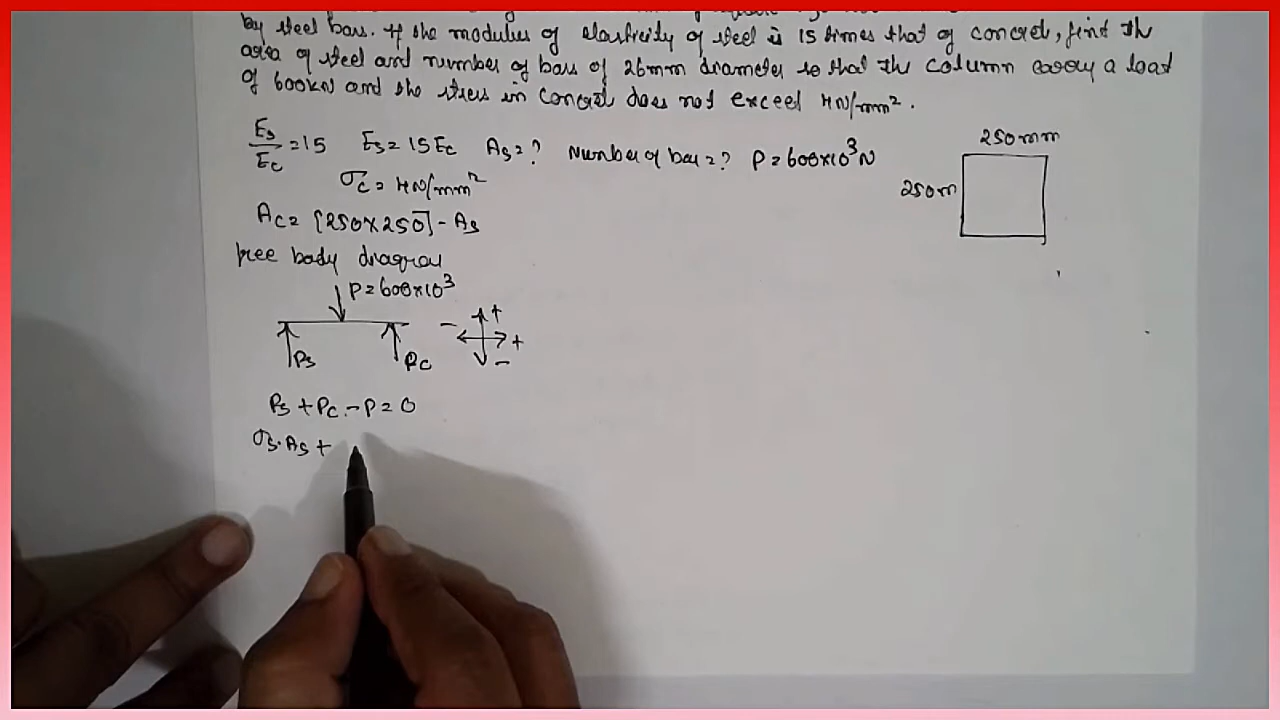 by steel bars. If the modulus of elasticity of steel is 15 times that of concret, find the
area of steel and number of bars of 26mm diameter so that the column carry a load
of 600kN and the stress in concrete does not exceed 4N/mm².
Es/Ec = 15 Es = 15Ec As = ? Number of bar = ? P = 600×10³N
σc = 4N/mm²
Ac = [250×250] - As
free body diagram
P = 600×10³
Ps Pc
- + + -
Ps + Pc - P = 0
σs.As +
250mm
250m